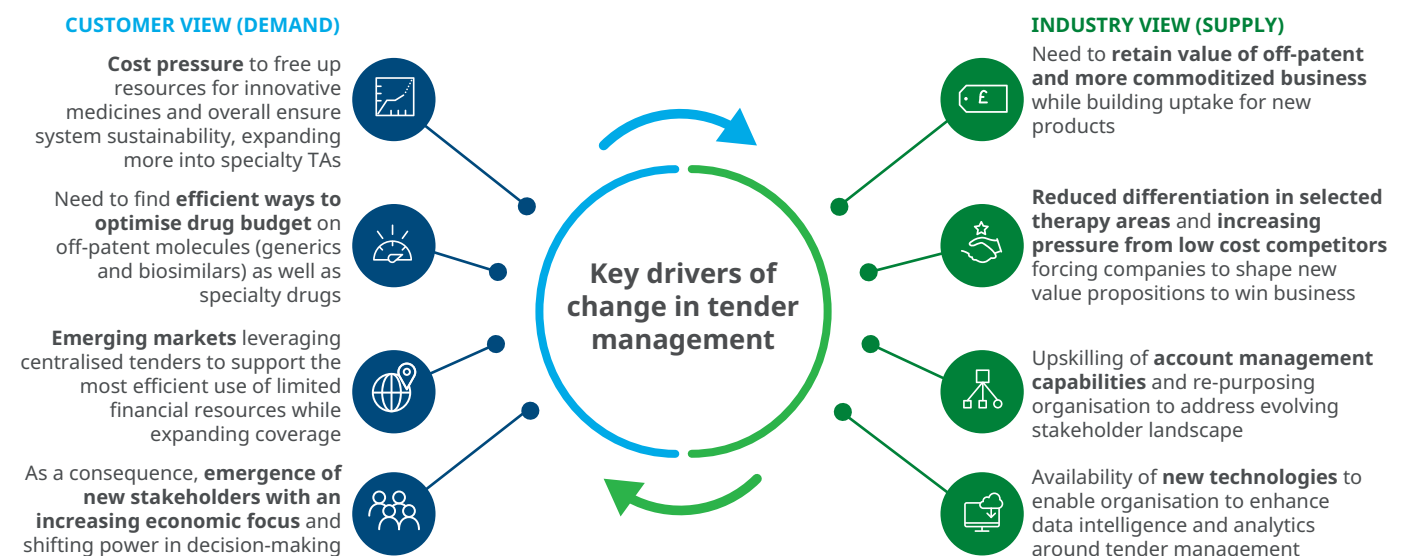 CUSTOMER VIEW (DEMAND)
Cost pressure to free up
resources for innovative
medicines and overall ensure
system sustainability, expanding
more into specialty TAs
Need to find efficient ways to
optimise drug budget on
off-patent molecules (generics
and biosimilars) as well as
specialty drugs
Emerging markets leveraging
centralised tenders to support the
most efficient use of limited
financial resources while
expanding coverage
As a consequence, emergence of
new stakeholders with an
increasing economic focus and
shifting power in decision-making
Key drivers of
change in tender
management
INDUSTRY VIEW (SUPPLY)
£
Need to retain value of off-patent
and more commoditized business
while building uptake for new
products
Reduced differentiation in selected
therapy areas and increasing
pressure from low cost competitors
forcing companies to shape new
value propositions to win business
Upskilling of account management
capabilities and re-purposing
organisation to address evolving
stakeholder landscape
Availability of new technologies to
enable organisation to enhance
data intelligence and analytics
around tender management